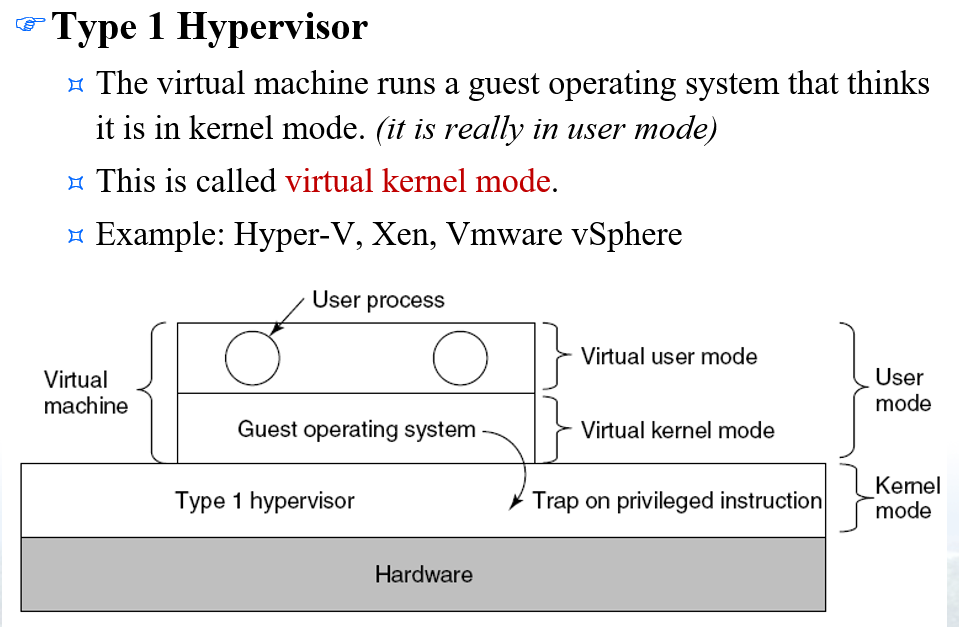 Type 1 Hypervisor
The virtual machine runs a guest operating system that thinks
it is in kernel mode. (it is really in user mode)
This is called virtual kernel mode.
Example: Hyper-V, Xen, Vmware vSphere
User process
Virtual
machine
Virtual user mode
User
mode
Guest operating system
Virtual kernel mode
Type 1 hypervisor
Trap on privileged instruction
Kernel
mode
Hardware